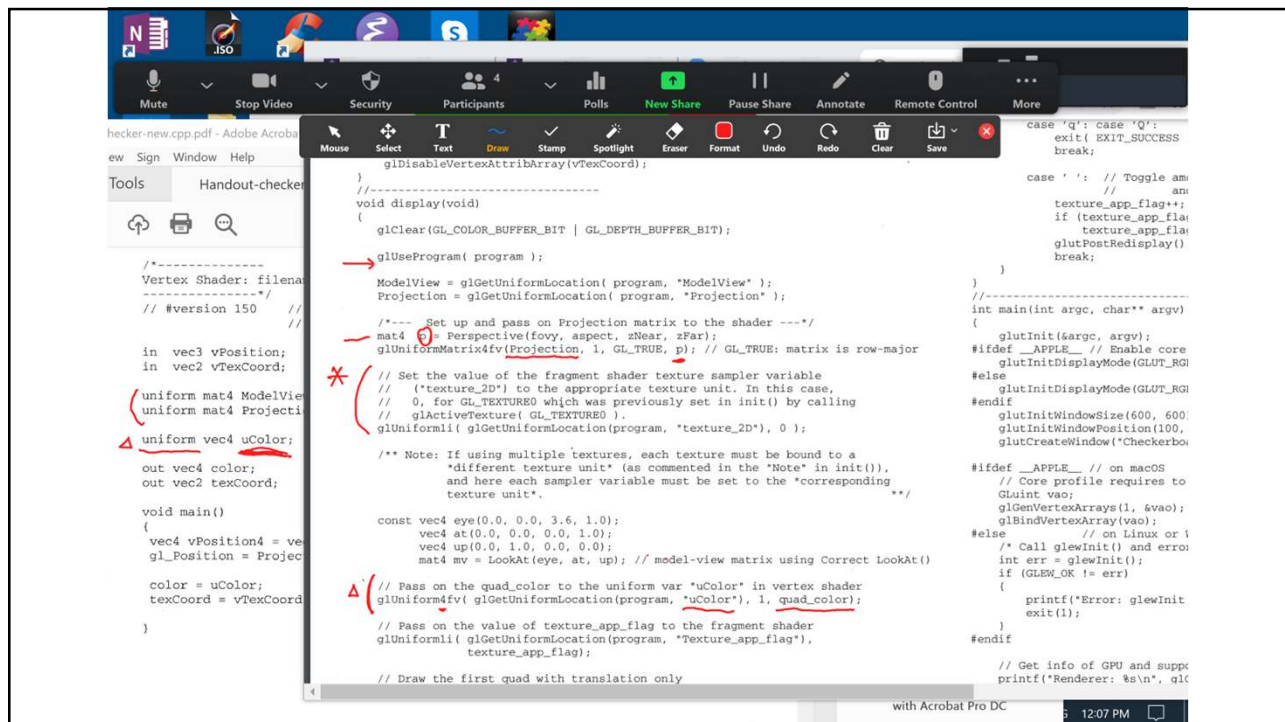 N
.ISO
S
4
Mute
Stop Video
Security
Participants
Polls
New Share
Pause Share
Annotate
Remote Control
More
Mouse
Select
Text
Draw
Stamp
Spotlight
Eraser
Format
Undo
Redo
Clear
Save
hecker-new.cpp.pdf - Adobe Acroba
ew Sign Window Help
Tools
Handout-checker
/*--------------
Vertex Shader: filena
---------------*/
// #version 150 //
//
in vec3 vPosition;
in vec2 vTexCoord;
uniform mat4 ModelVie
uniform mat4 Projecti
Δ uniform vec4 uColor;
out vec4 color;
out vec2 texCoord;
void main()
{
vec4 vPosition4 = ve
gl_Position = Projec
color = uColor;
texCoord = vTexCoord
}
glDisableVertexAttribArray(vTexCoord);
}
//----------------------------------
void display(void)
{
glClear(GL_COLOR_BUFFER_BIT | GL_DEPTH_BUFFER_BIT);
glUseProgram( program );
ModelView = glGetUniformLocation( program, "ModelView" );
Projection = glGetUniformLocation( program, "Projection" );
/*--- Set up and pass on Projection matrix to the shader ---*/
mat4 p = Perspective(fovy, aspect, zNear, zFar);
glUniformMatrix4fv(Projection, 1, GL_TRUE, p); // GL_TRUE: matrix is row-major
// Set the value of the fragment shader texture sampler variable
// ("texture_2D") to the appropriate texture unit. In this case,
// 0, for GL_TEXTURE0 which was previously set in init() by calling
// glActiveTexture( GL_TEXTURE0 ).
glUniform1i( glGetUniformLocation(program, "texture_2D"), 0 );
/** Note: If using multiple textures, each texture must be bound to a
*different texture unit* (as commented in the "Note" in init()),
and here each sampler variable must be set to the *corresponding
texture unit*. **/
const vec4 eye(0.0, 0.0, 3.6, 1.0);
vec4 at(0.0, 0.0, 0.0, 1.0);
vec4 up(0.0, 1.0, 0.0, 0.0);
mat4 mv = LookAt(eye, at, up); // model-view matrix using Correct LookAt()
// Pass on the quad_color to the uniform var "uColor" in vertex shader
Δ glUniform4fv( glGetUniformLocation(program, "uColor"), 1, quad_color);
// Pass on the value of texture_app_flag to the fragment shader
glUniform1i( glGetUniformLocation(program, "Texture_app_flag"),
texture_app_flag);
// Draw the first quad with translation only
case 'q': case 'Q':
exit( EXIT_SUCCESS
break;
case ' ': // Toggle amo
// an
texture_app_flag++;
if (texture_app_flag
texture_app_fla
glutPostRedisplay()
break;
}
}
//----------------------------------
int main(int argc, char** argv)
{
glutInit(&argc, argv);
#ifdef __APPLE__ // Enable core
glutInitDisplayMode(GLUT_RGI
#else
glutInitDisplayMode(GLUT_RGI
#endif
glutInitWindowSize(600, 600
glutInitWindowPosition(100,
glutCreateWindow("Checkerboa
#ifdef __APPLE__ // on macOS
// Core profile requires to
GLuint vao;
glGenVertexArrays(1, &vao);
glBindVertexArray(vao);
#else // on Linux or W
/* Call glewInit() and error
int err = glewInit();
if (GLEW_OK != err)
{
printf("Error: glewInit
exit(1);
}
#endif
// Get info of GPU and suppo
printf("Renderer: %s\n", glG
with Acrobat Pro DC
12:07 PM